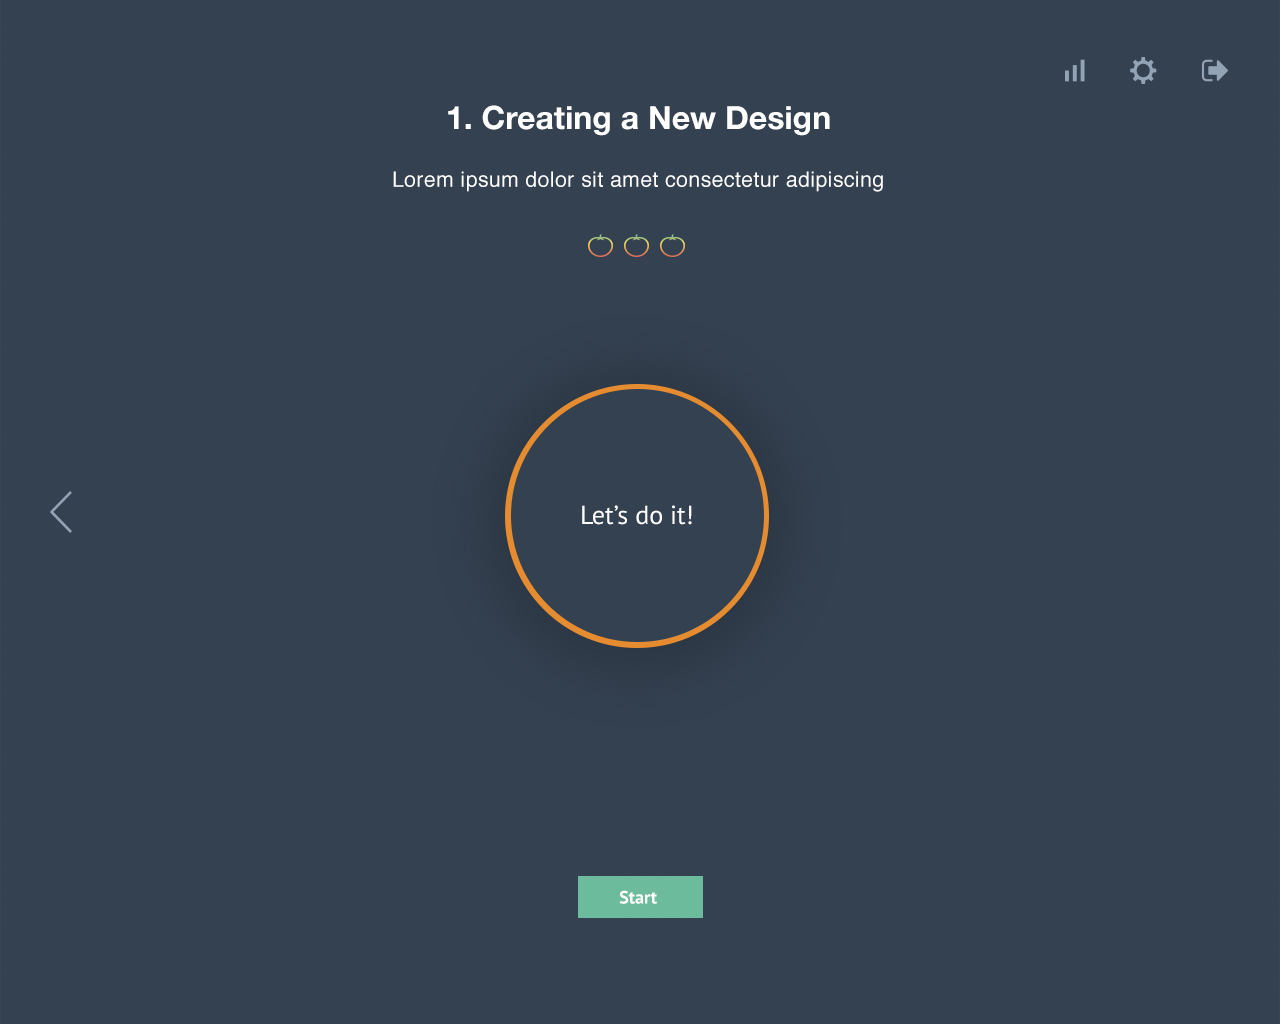 1. Creating a New Design
Lorem ipsum dolor sit amet consectetur adipiscing
Let’s do it!
Start